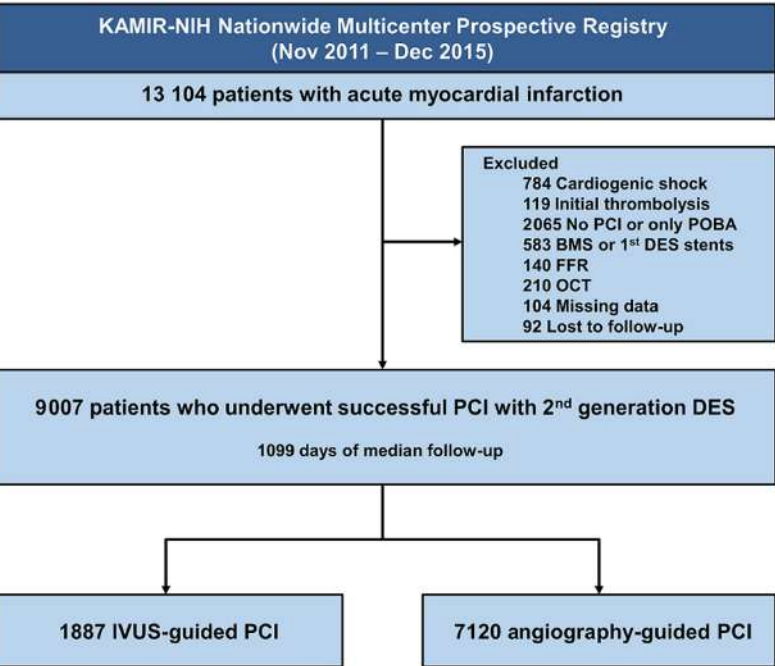 KAMIR-NIH Nationwide Multicenter Prospective Registry
(Nov 2011 – Dec 2015)
13 104 patients with acute myocardial infarction
Excluded
784 Cardiogenic shock
119 Initial thrombolysis
2065 No PCI or only POBA
583 BMS or 1st DES stents
140 FFR
210 OCT
104 Missing data
92 Lost to follow-up
9007 patients who underwent successful PCI with 2nd generation DES
1099 days of median follow-up
1887 IVUS-guided PCI
7120 angiography-guided PCI